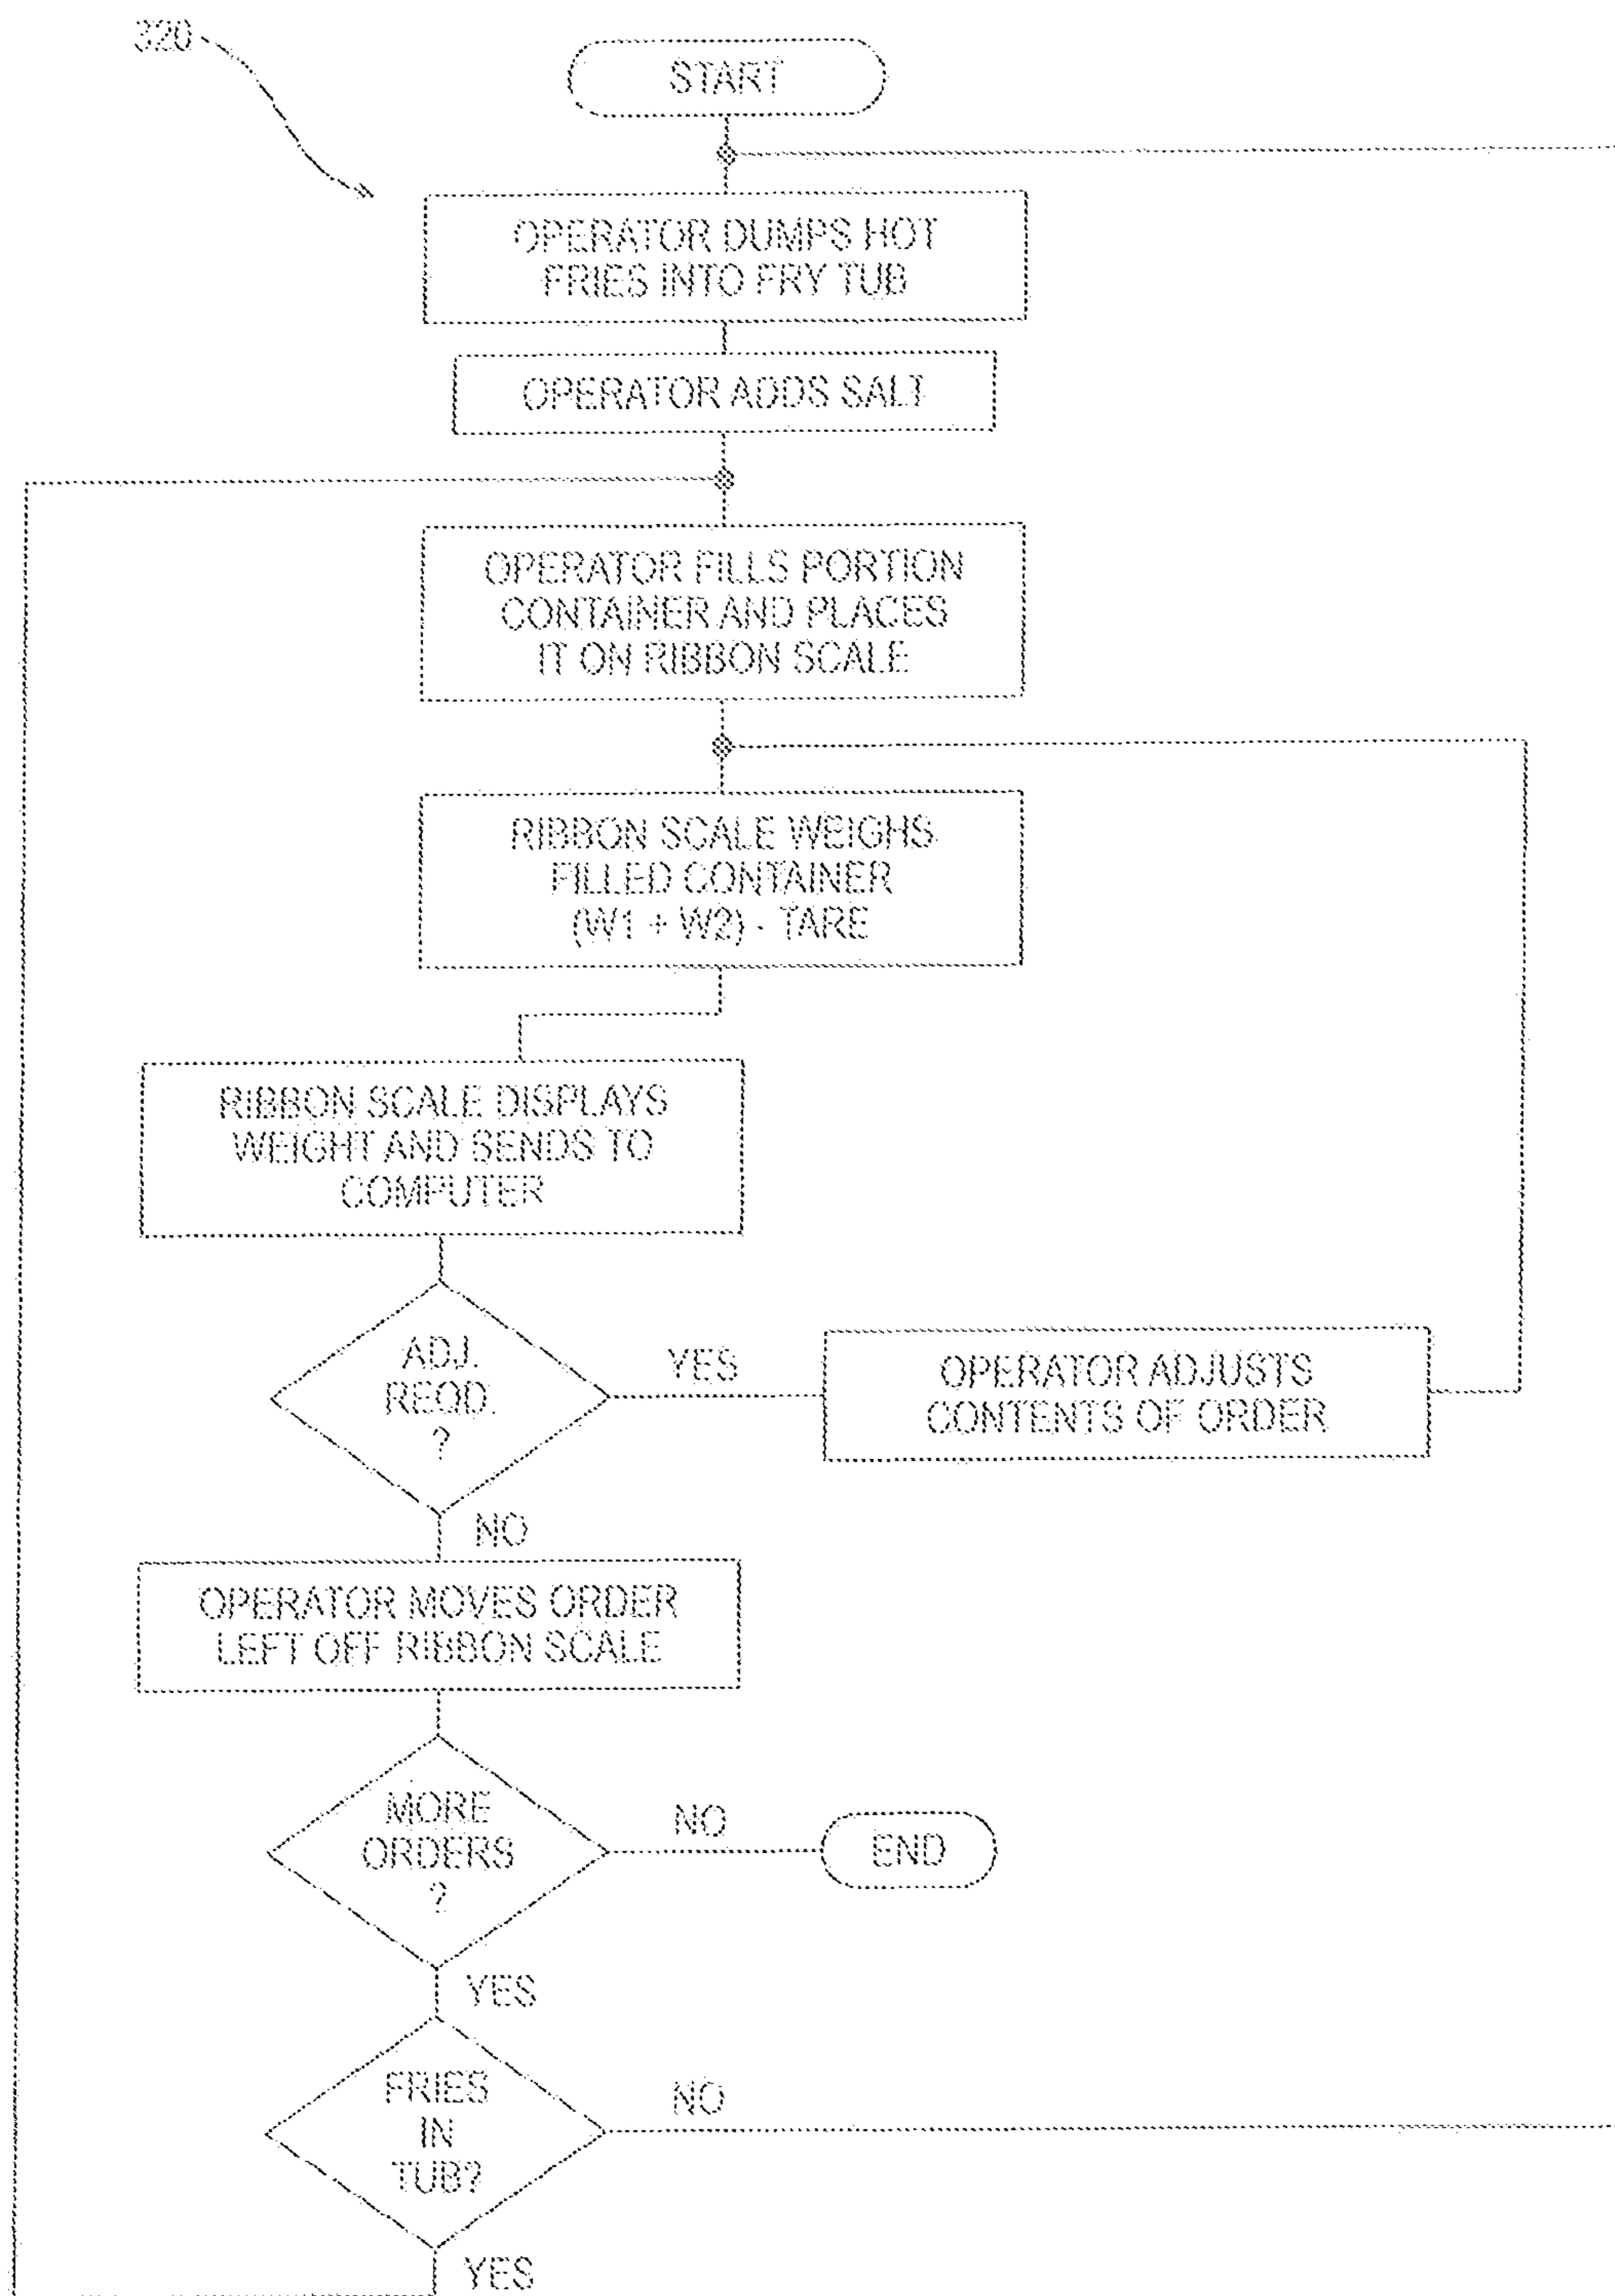 320
START
OPERATOR DUMPS HOT
FRIES INTO FRY TUB
OPERATOR ADDS SALT
OPERATOR FILLS PORTION
CONTAINER AND PLACES
IT ON RIBBON SCALE
RIBBON SCALE WEIGHS
FILLED CONTAINER
(W1 + W2) - TARE
RIBBON SCALE DISPLAYS
WEIGHT AND SENDS TO
COMPUTER
ADJ.
REQD.
?
YES
OPERATOR ADJUSTS
CONTENTS OF ORDER
NO
OPERATOR MOVES ORDER
LEFT OFF RIBBON SCALE
MORE
ORDERS
?
NO
END
YES
FRIES
IN
TUB?
NO
YES